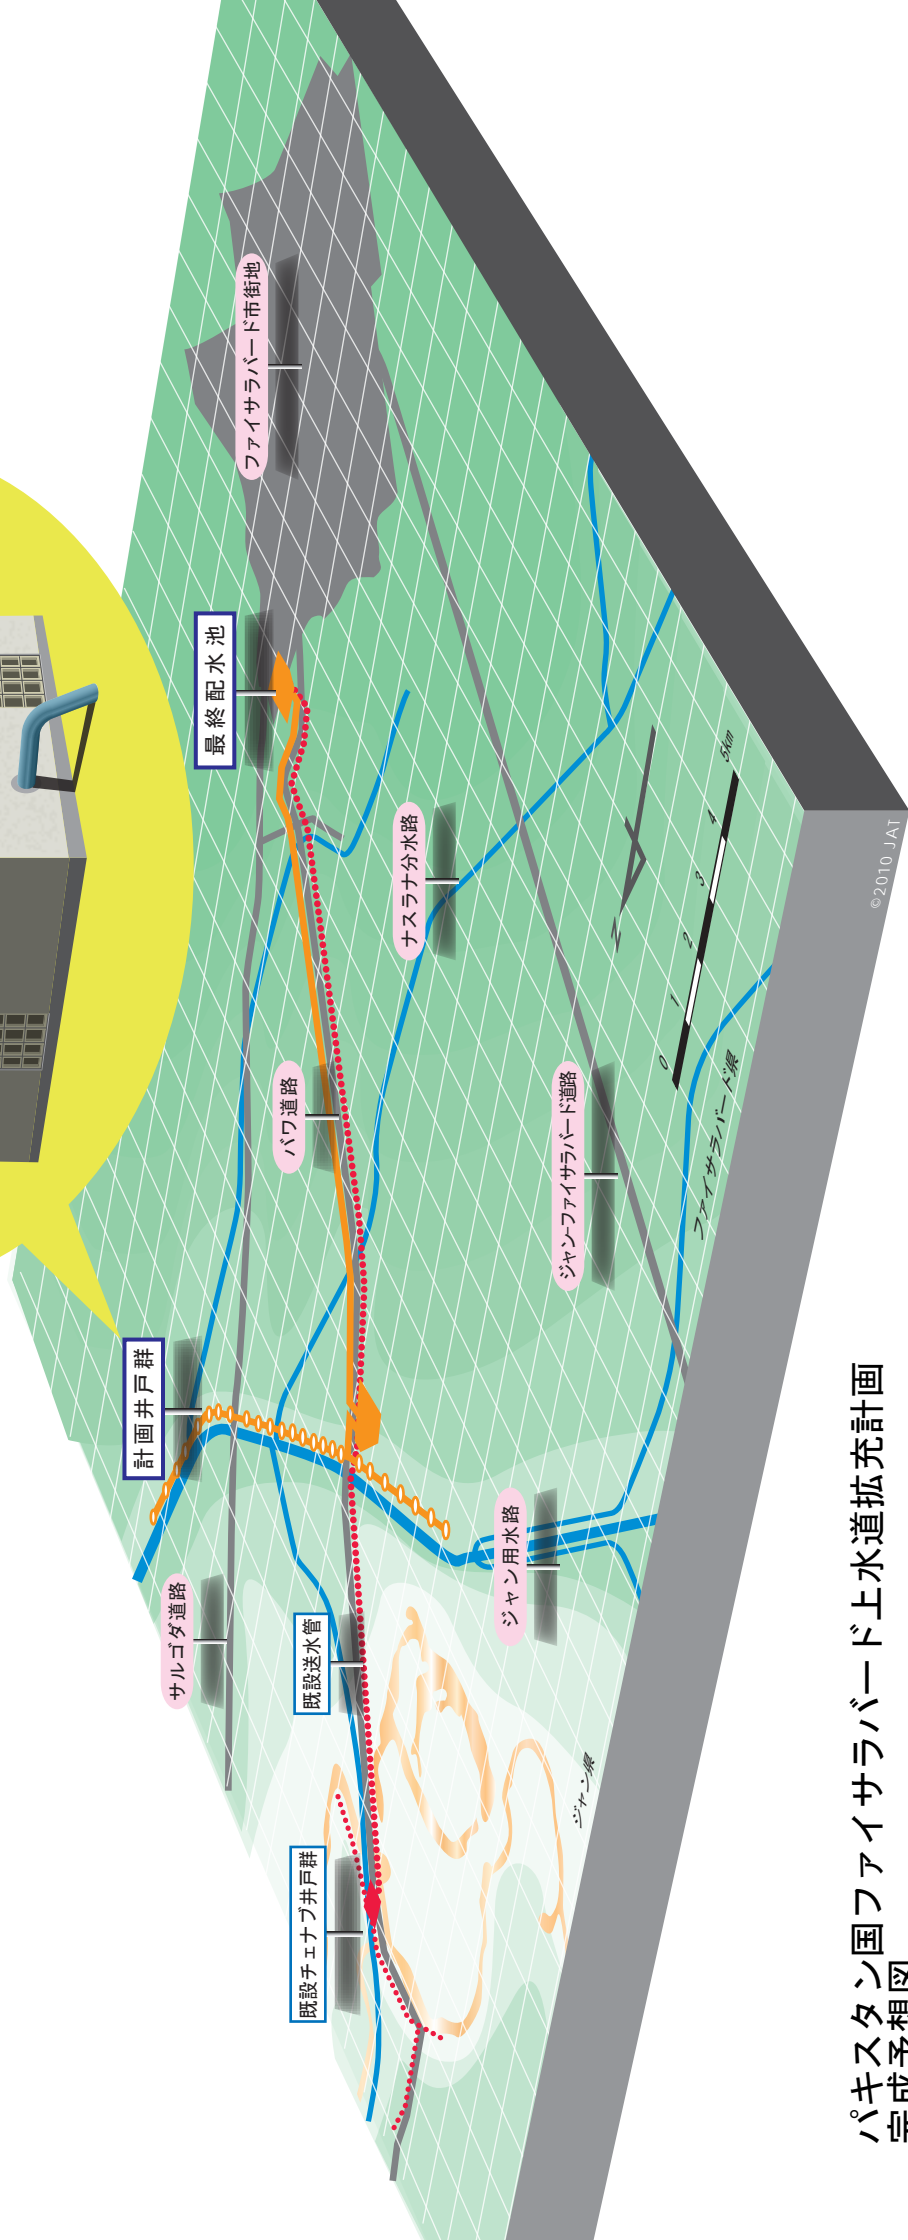 パキスタン国ファイサラバード上水道拡充計画
完成予想図
計画井戸群
最終配水池
ファイサラバード市街地
サルゴダ道路
バワ道路
ナスラナ分水路
既設送水管
既設チェナブ井戸群
ジャン用水路
ジャン-ファイサラバード道路
ジャン県
ファイサラバード県
N
0 1 2 3 4 5km
©2010 JAT